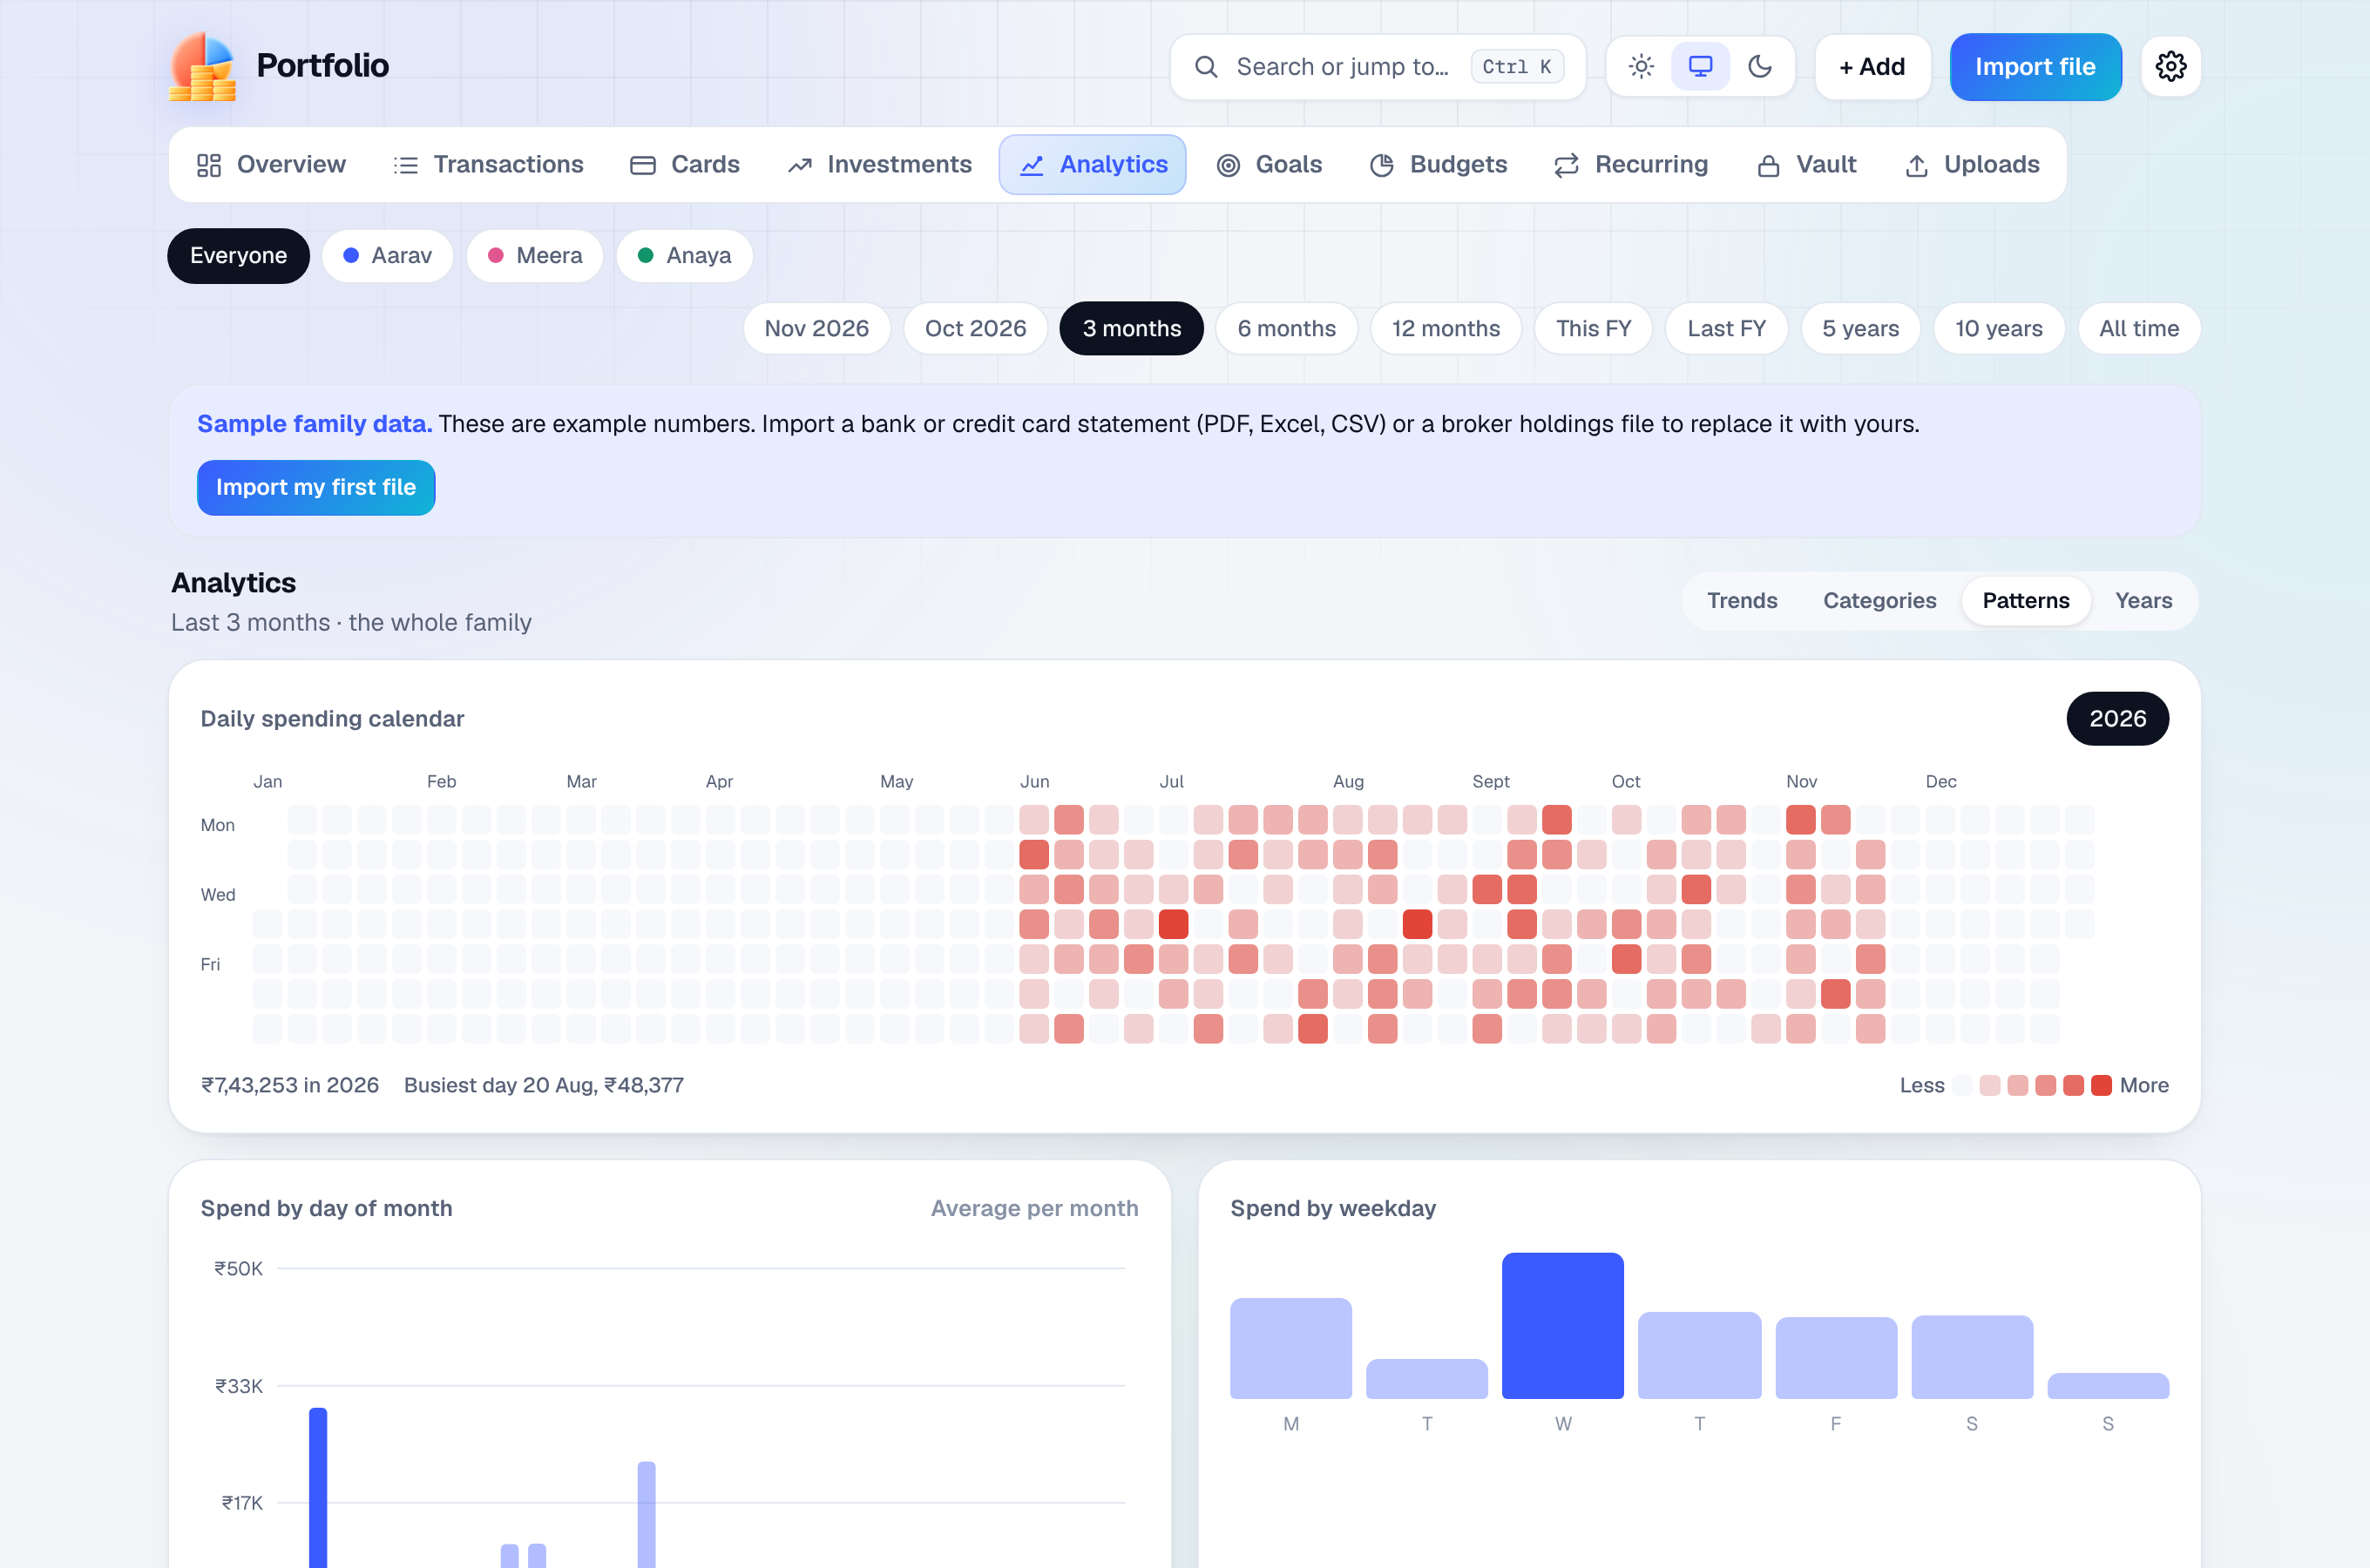 Portfolio
Search or jump to... Ctrl K
+ Add
Import file
Overview Transactions Cards Investments Analytics Goals Budgets Recurring Vault Uploads
Everyone Aarav Meera Anaya
Nov 2026 Oct 2026 3 months 6 months 12 months This FY Last FY 5 years 10 years All time
Sample family data. These are example numbers. Import a bank or credit card statement (PDF, Excel, CSV) or a broker holdings file to replace it with yours.
Import my first file
Analytics
Last 3 months · the whole family
Trends Categories Patterns Years
Daily spending calendar
2026
Jan Feb Mar Apr May Jun Jul Aug Sept Oct Nov Dec
Mon
Wed
Fri
₹7,43,253 in 2026 Busiest day 20 Aug, ₹48,377
Less More
Spend by day of month Average per month
₹50K
₹33K
₹17K
Spend by weekday
M T W T F S S